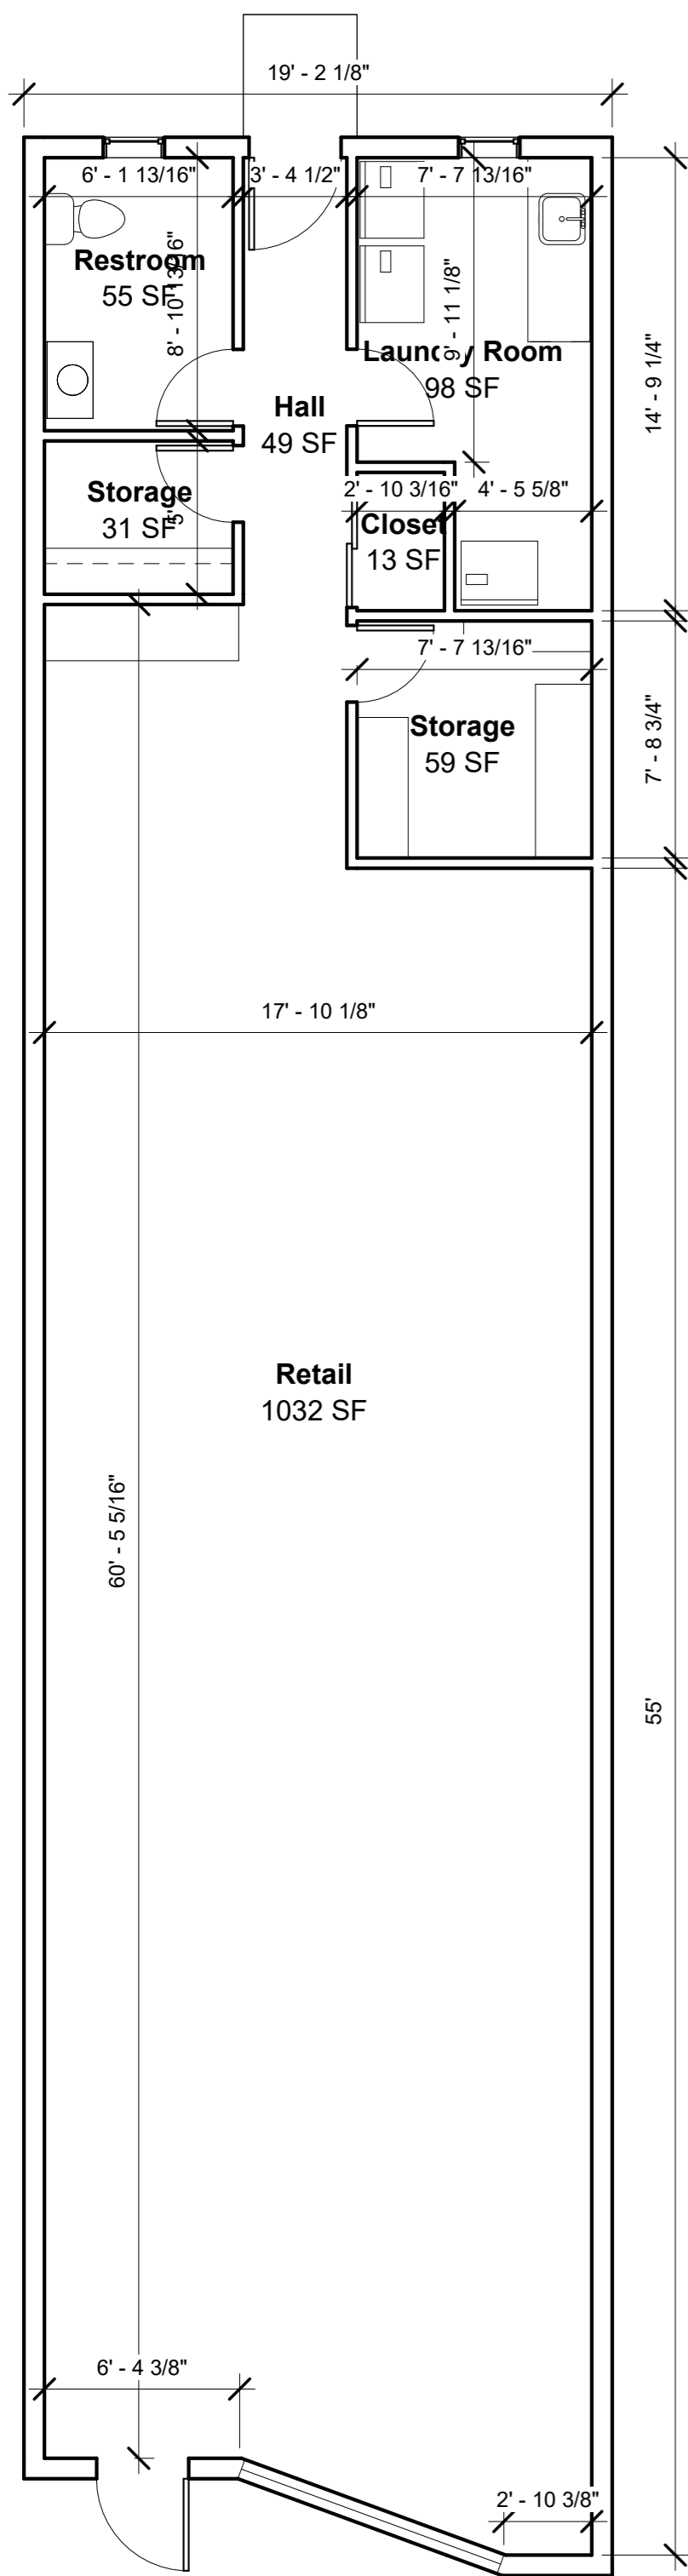 19' - 2 1/8"
6' - 1 13/16"
3' - 4 1/2"
7' - 7 13/16"
Restroom
55 SF
8' - 10 13/16"
9' - 11 1/8"
Laundry Room
98 SF
14' - 9 1/4"
Hall
49 SF
Storage
31 SF
5'
2' - 10 3/16"
4' - 5 5/8"
Closet
13 SF
7' - 7 13/16"
Storage
59 SF
7' - 8 3/4"
17' - 10 1/8"
Retail
1032 SF
60' - 5 5/16"
55'
6' - 4 3/8"
2' - 10 3/8"